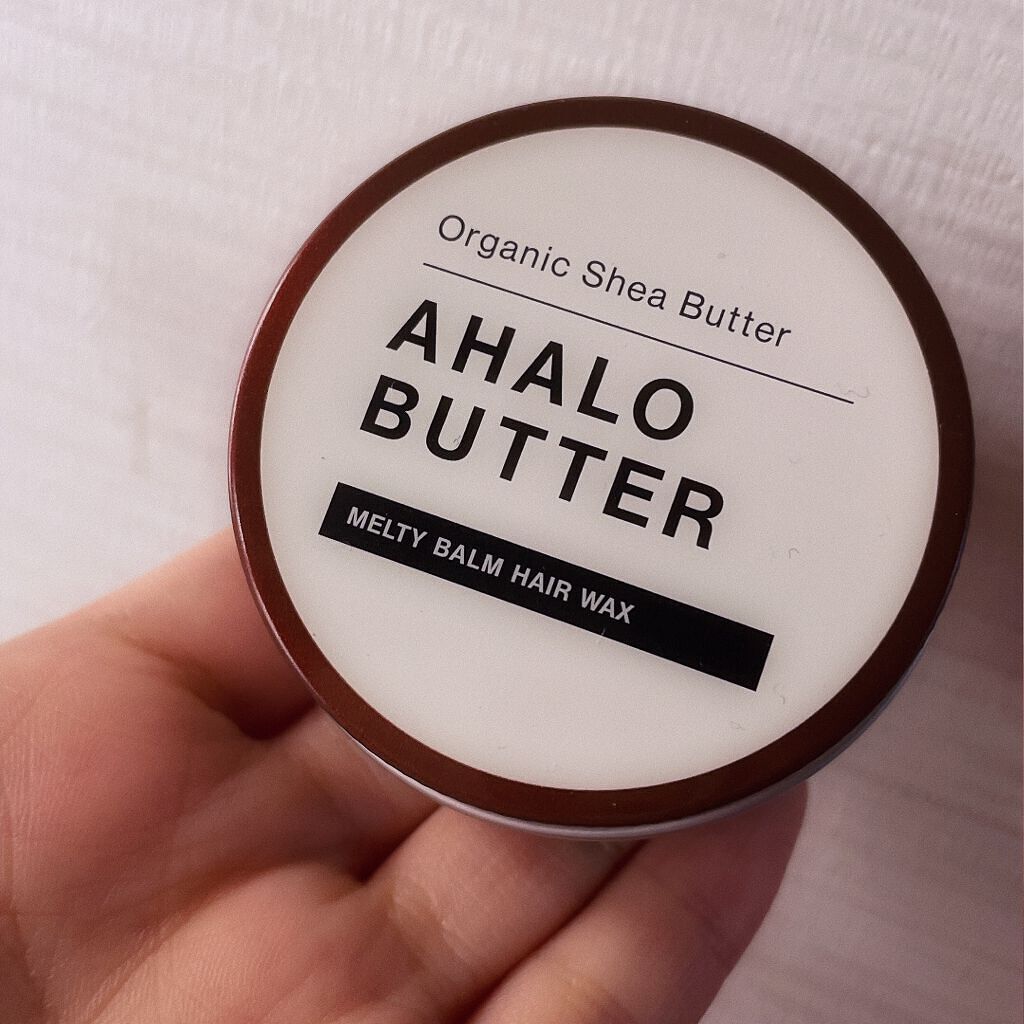 Organic Shea Butter
AHALO
BUTTER
MELTY BALM HAIR WAX